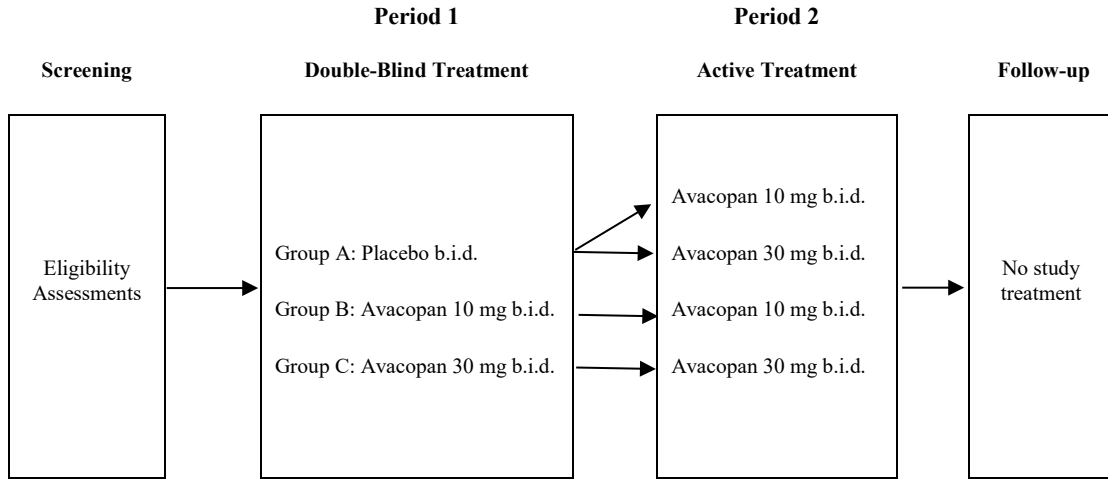 Period 1
Period 2
Screening
Double-Blind Treatment
Active Treatment
Follow-up
Eligibility
Assessments
Group A: Placebo b.i.d.
Group B: Avacopan 10 mg b.i.d.
Group C: Avacopan 30 mg b.i.d.
Avacopan 10 mg b.i.d.
Avacopan 30 mg b.i.d.
Avacopan 10 mg b.i.d.
Avacopan 30 mg b.i.d.
No study
treatment